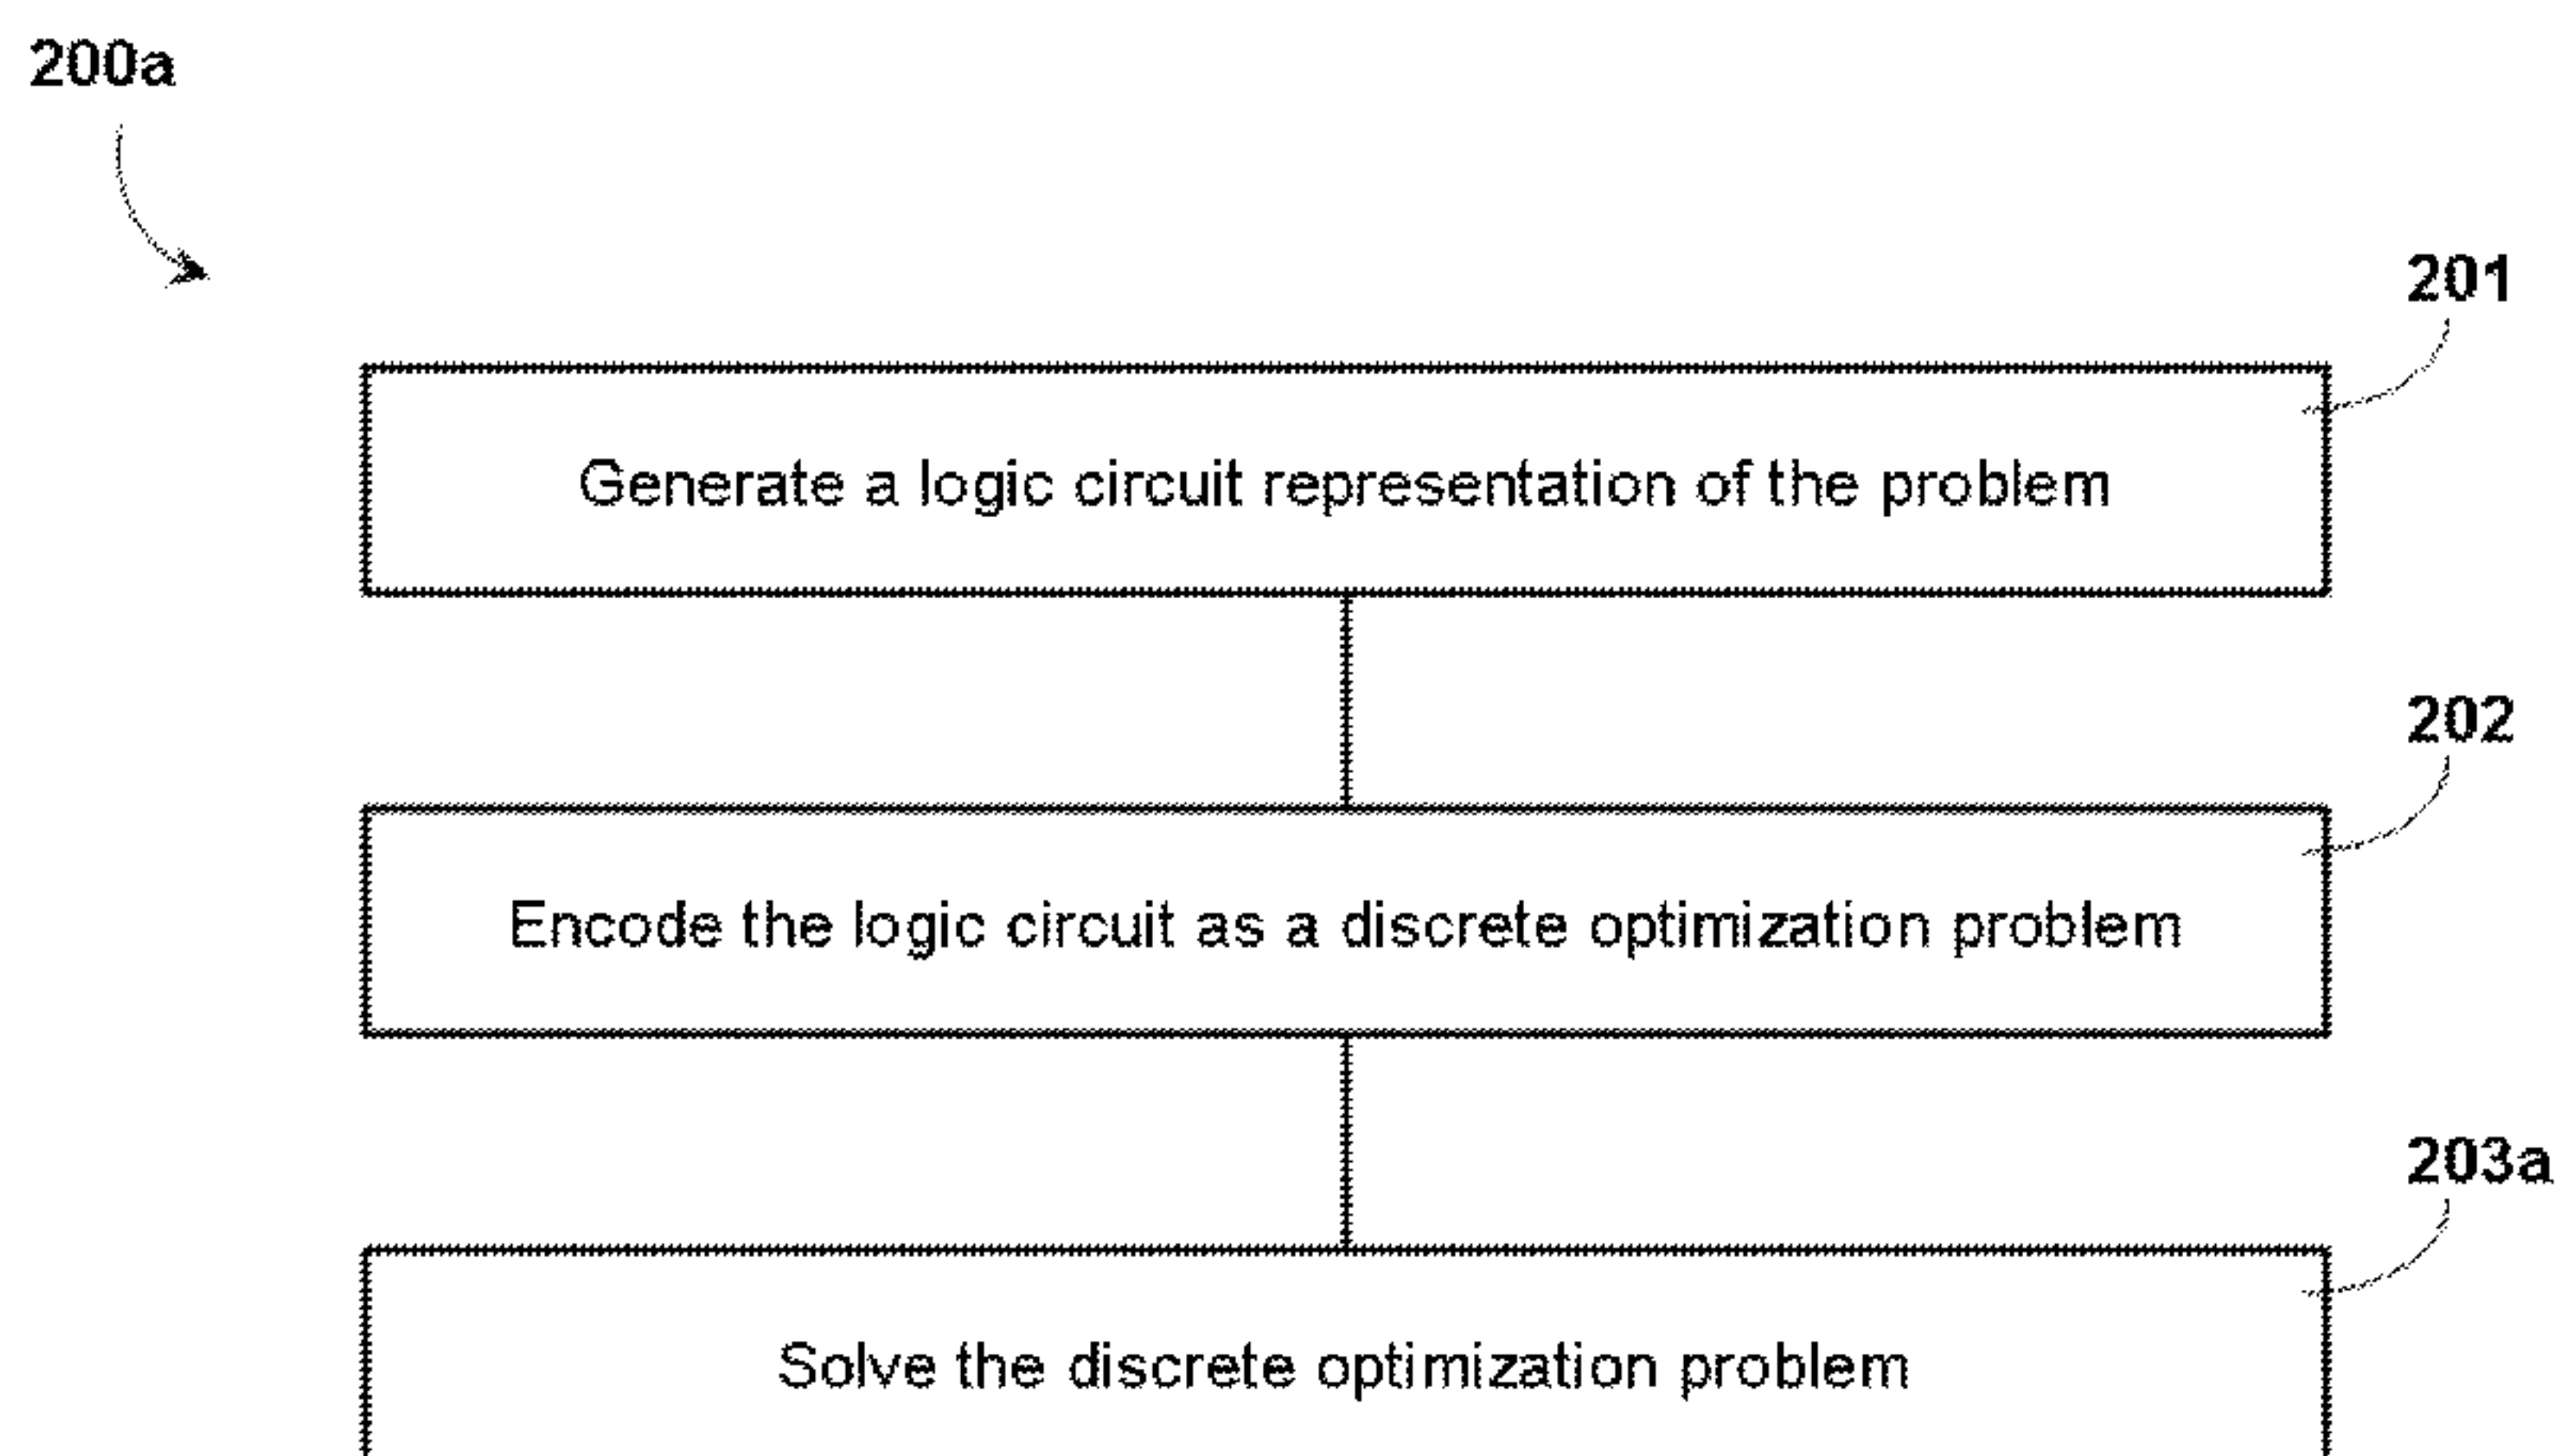 200a
201
Generate a logic circuit representation of the problem
202
Encode the logic circuit as a discrete optimization problem
203a
Solve the discrete optimization problem